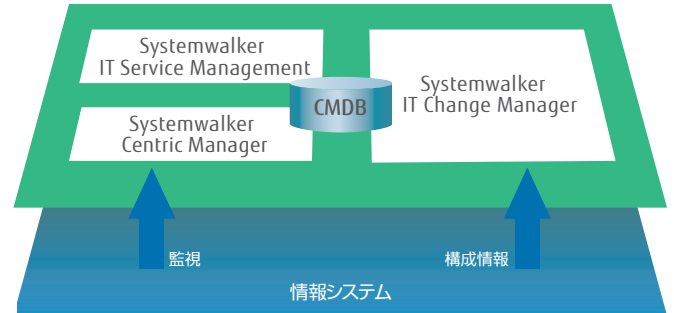 Systemwalker
IT Service Management
Systemwalker
Centric Manager
CMDB
Systemwalker
IT Change Manager
監視
構成情報
情報システム